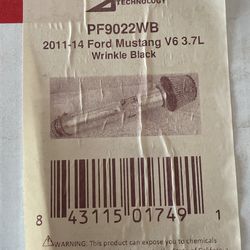 TECHNOLOGY
PF9022WB
2011-14 Ford Mustang V6 3.7L
Wrinkle Black
8 43115 01749 1
WARNING: This product can expose you to chemicals